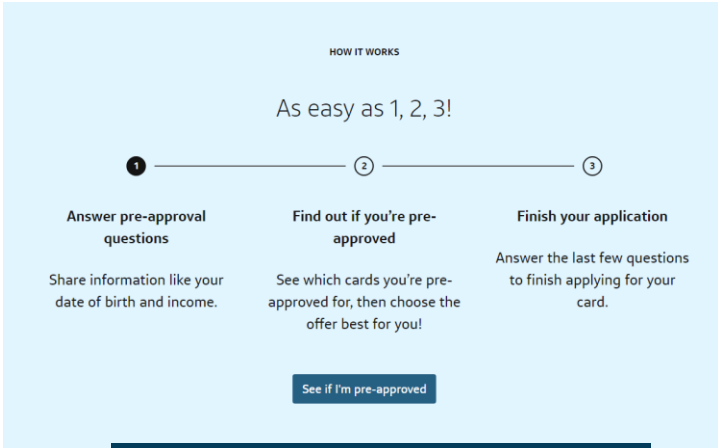 HOW IT WORKS
As easy as 1, 2, 3!
1
2
3
Answer pre-approval
questions
Share information like your
date of birth and income.
Find out if you’re pre-
approved
See which cards you’re pre-
approved for, then choose the
offer best for you!
Finish your application
Answer the last few questions
to finish applying for your
card.
See if I'm pre-approved